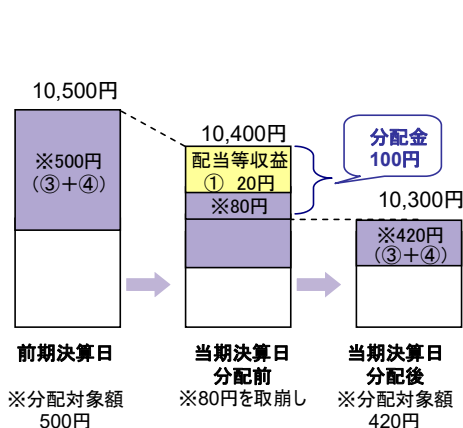 10,500円
※500円
(③+④)
前期決算日
※分配対象額
500円
10,400円
配当等収益
① 20円
※80円
当期決算日
分配前
※80円を取崩し
分配金
100円
10,300円
※420円
(③+④)
当期決算日
分配後
※分配対象額
420円